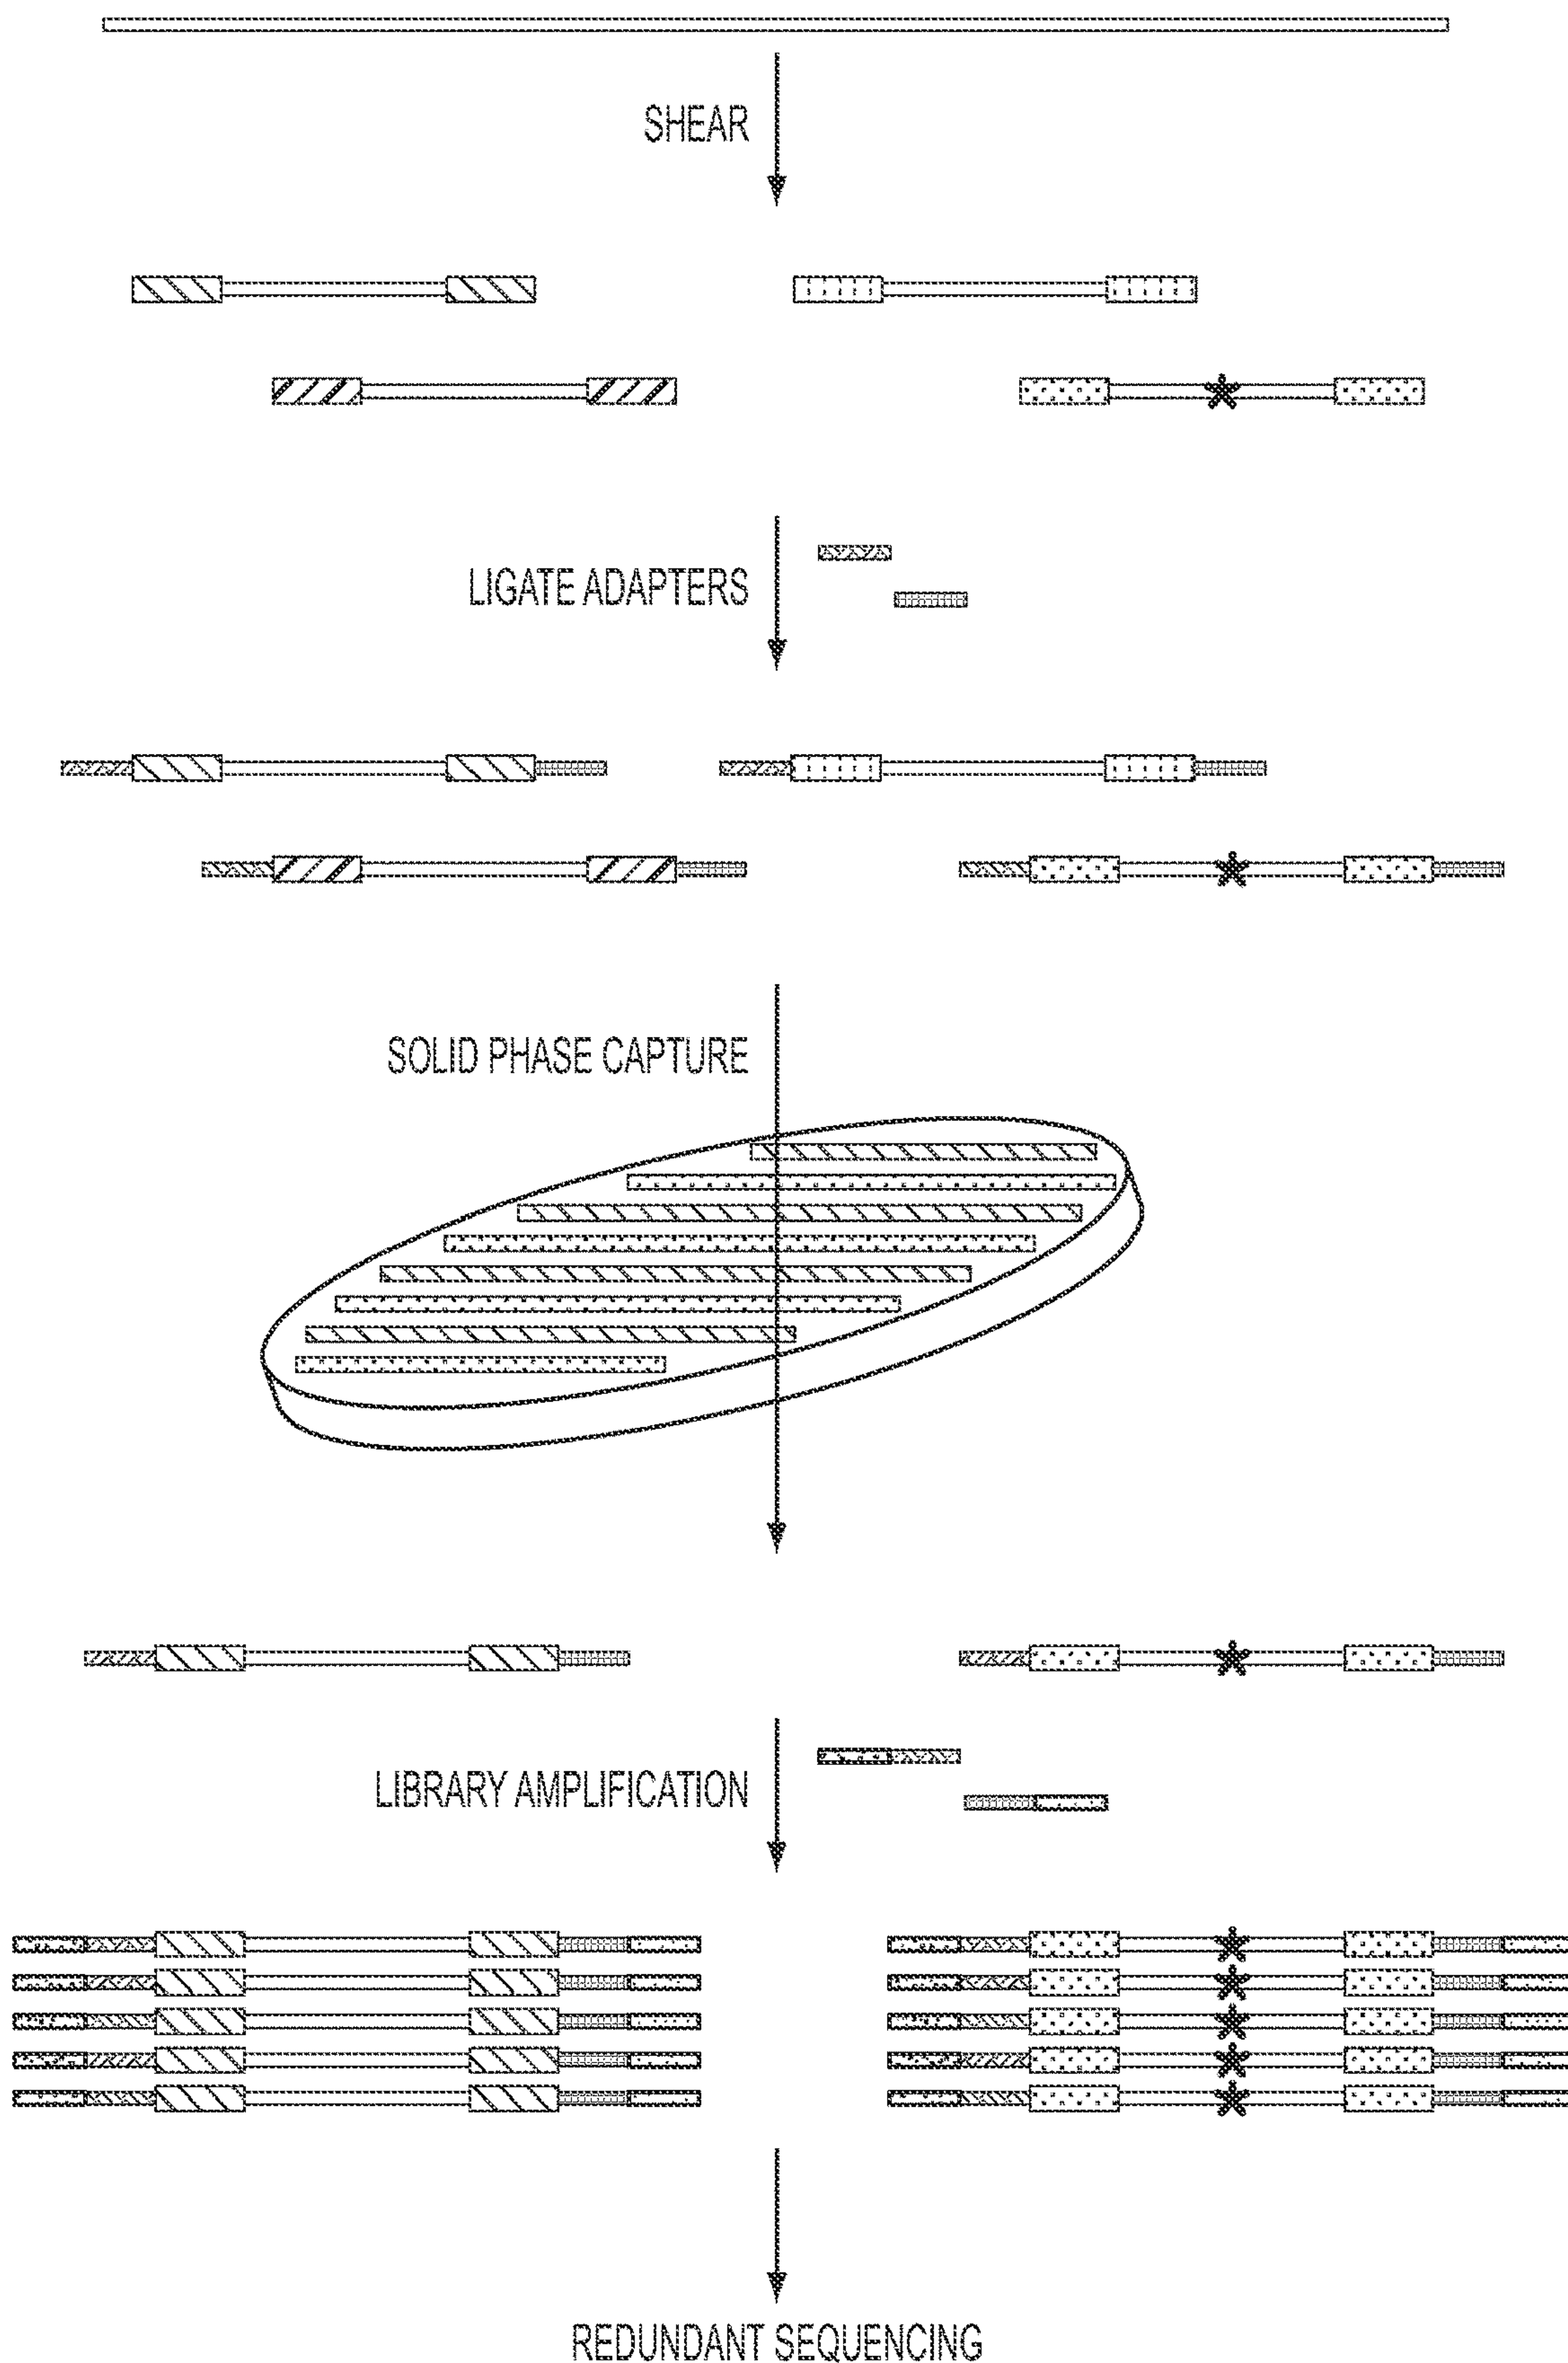 SHEAR
LIGATE ADAPTERS
SOLID PHASE CAPTURE
LIBRARY AMPLIFICATION
REDUNDANT SEQUENCING